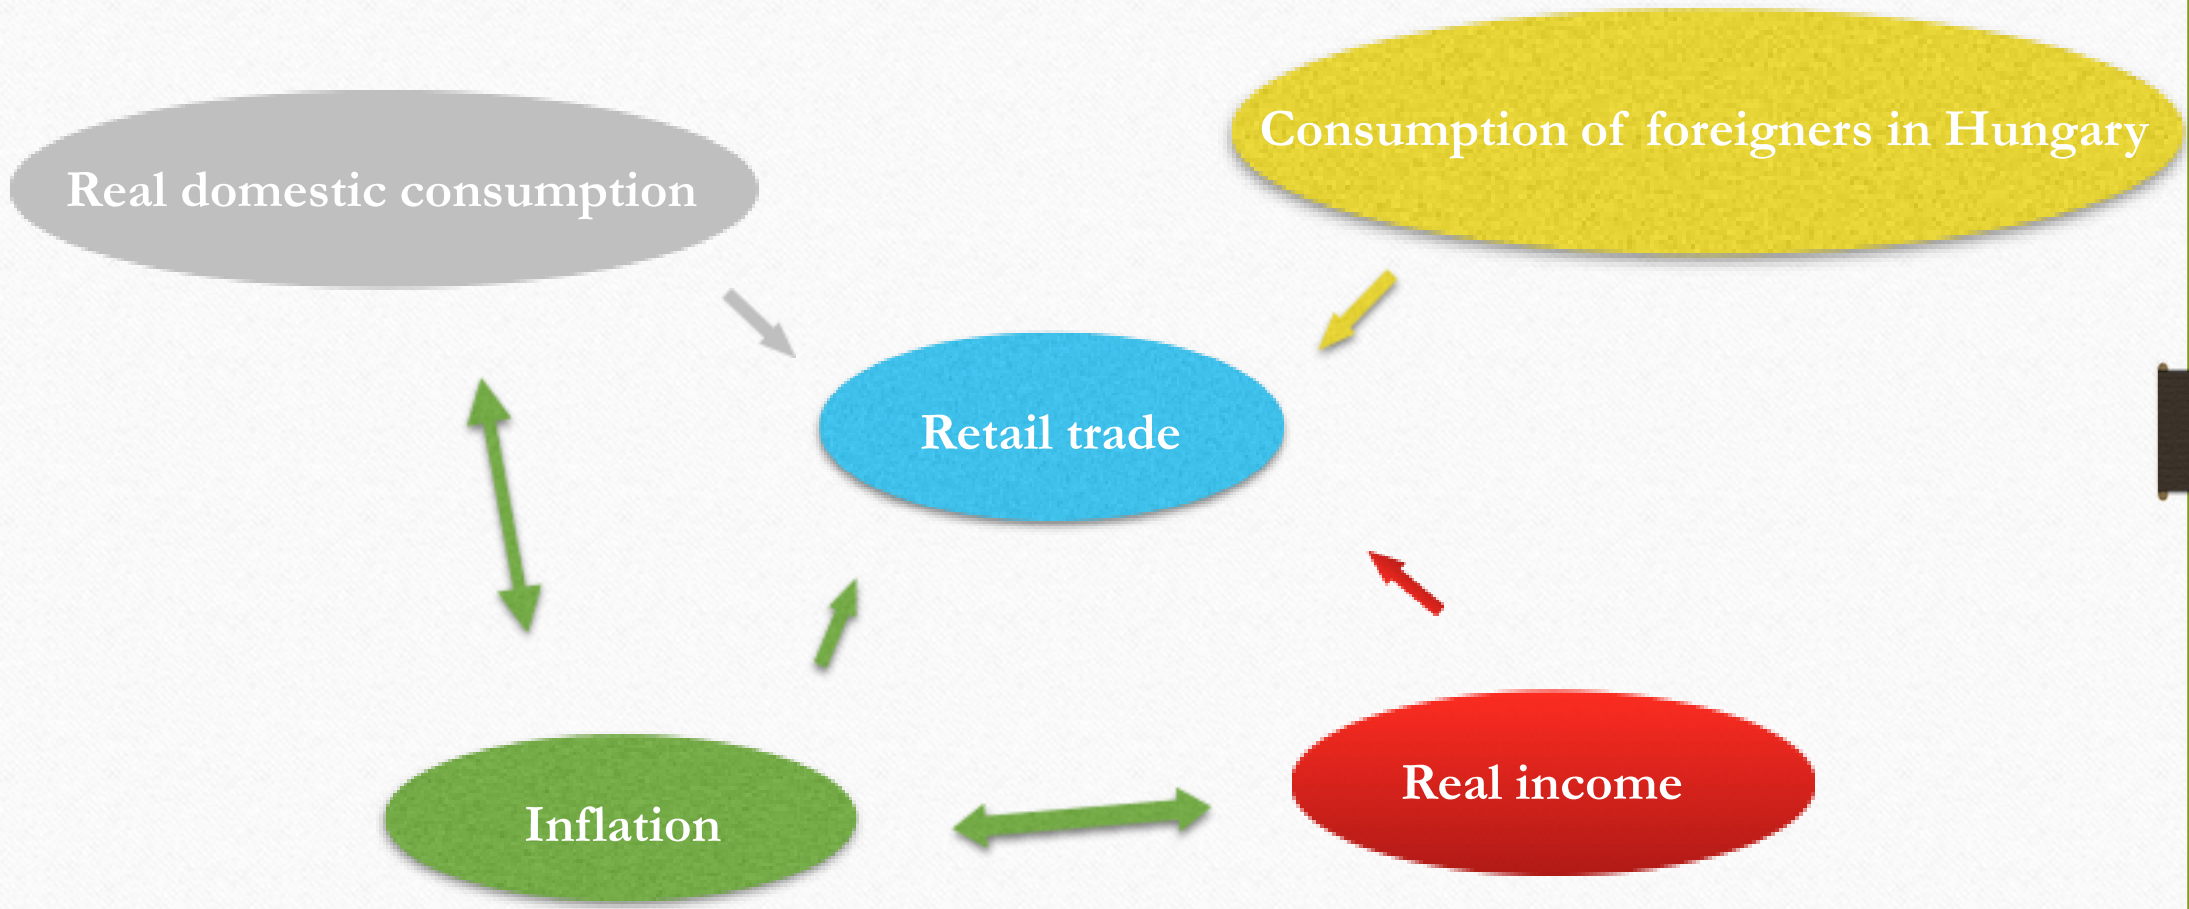 Consumption of foreigners in Hungary
Real domestic consumption
Retail trade
Real income
Inflation